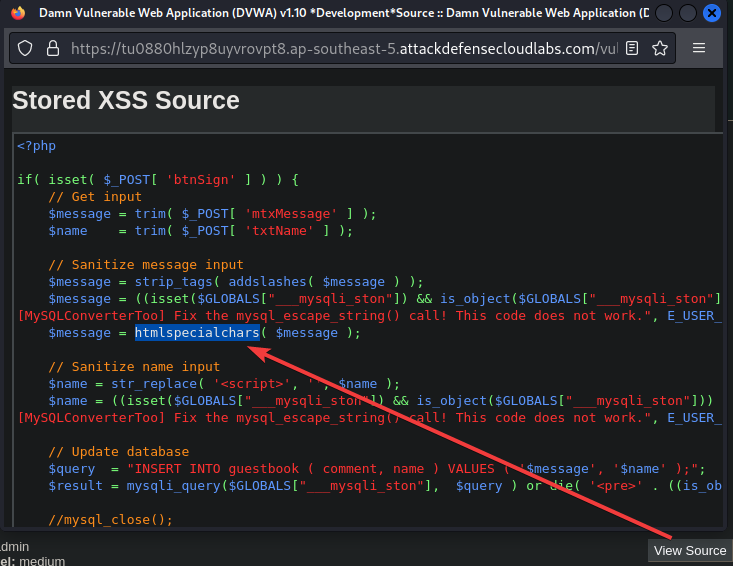 Damn Vulnerable Web Application (DVWA) v1.10 *Development*Source :: Damn Vulnerable Web Application (D
https://tu0880hlzyp8uyvrovpt8.ap-southeast-5.attackdefensecloudlabs.com/vul
Stored XSS Source
<?php
if( isset( $_POST[ 'btnSign' ] ) ) {
// Get input
$message = trim( $_POST[ 'mtxMessage' ] );
$name    = trim( $_POST[ 'txtName' ] );
// Sanitize message input
$message = strip_tags( addslashes( $message ) );
$message = ((isset($GLOBALS["___mysqli_ston"]) && is_object($GLOBALS["___mysqli_ston"]
[MySQLConverterToo] Fix the mysql_escape_string() call! This code does not work.", E_USER_
$message = htmlspecialchars( $message );
// Sanitize name input
$name = str_replace( '<script>', '', $name );
$name = ((isset($GLOBALS["___mysqli_ston"]) && is_object($GLOBALS["___mysqli_ston"]))
[MySQLConverterToo] Fix the mysql_escape_string() call! This code does not work.", E_USER_
// Update database
$query  = "INSERT INTO guestbook ( comment, name ) VALUES ( '$message', '$name' );";
$result = mysqli_query($GLOBALS["___mysqli_ston"],  $query ) or die( '<pre>' . ((is_ob
//mysql_close();
dmin
el: medium
View Source